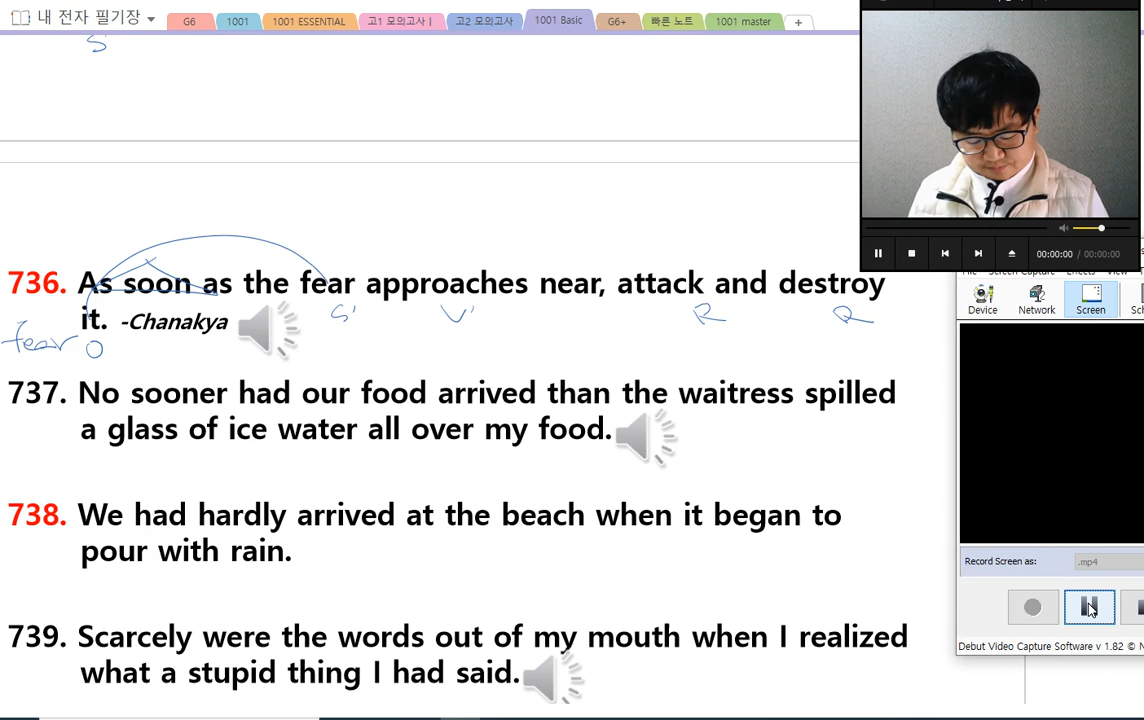 내 전자 필기장
G6
1001
1001 ESSENTIAL
고1 모의고사 I
고2 모의고사
1001 Basic
G6+
빠른 노트
1001 master
+
S
00:00:00 / 00:00:00
736. As soon as the fear approaches near, attack and destroy
S' V' R R
it. -Chanakya
fear O
737. No sooner had our food arrived than the waitress spilled
a glass of ice water all over my food.
738. We had hardly arrived at the beach when it began to
pour with rain.
739. Scarcely were the words out of my mouth when I realized
what a stupid thing I had said.
Device
Network
Screen
Record Screen as:
.mp4
Debut Video Capture Software v 1.82 ©